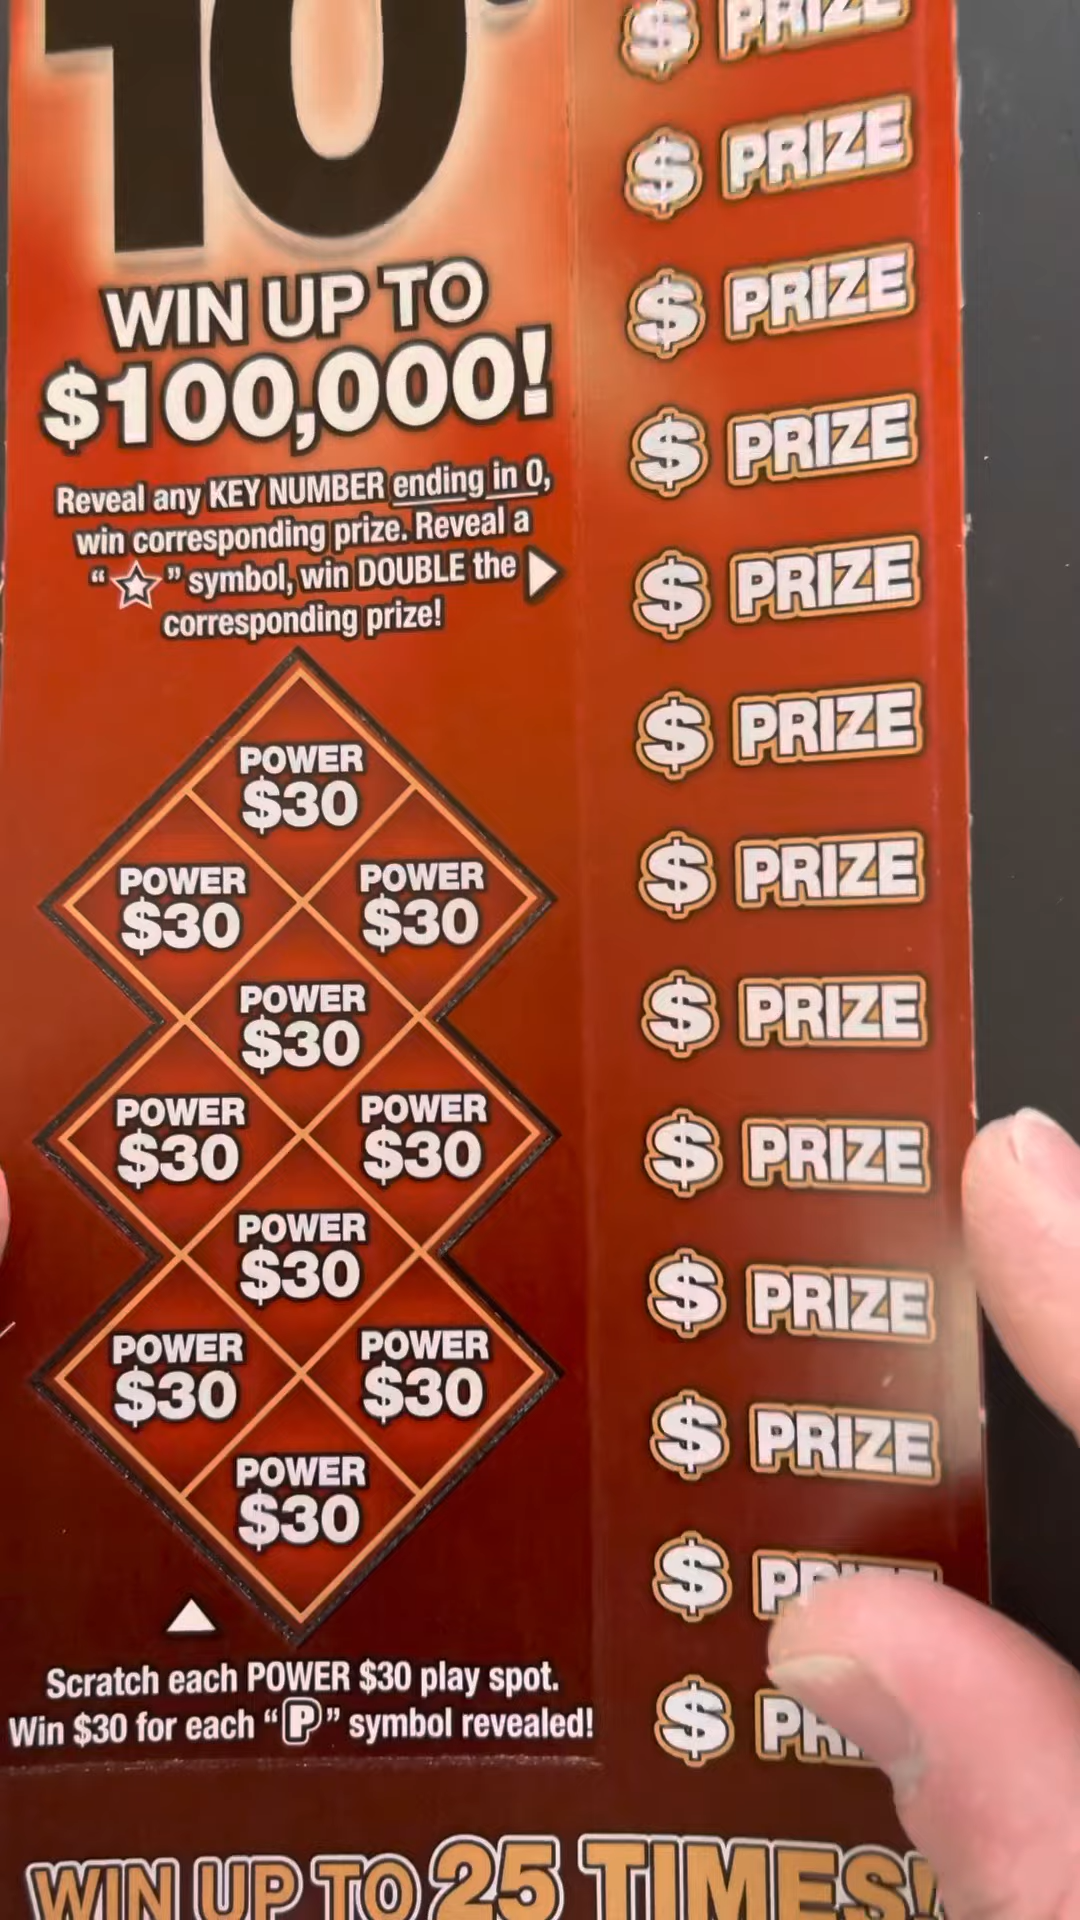 10
$ PRIZE
$ PRIZE
$ PRIZE
$ PRIZE
$ PRIZE
$ PRIZE
$ PRIZE
$ PRIZE
$ PRIZE
$ PRIZE
$ PRIZE
$
$
WIN UP TO
$100,000!
Reveal any KEY NUMBER ending in 0,
win corresponding prize. Reveal a
“☆” symbol, win DOUBLE the
corresponding prize!
POWER
$30
POWER
$30
POWER
$30
POWER
$30
POWER
$30
POWER
$30
POWER
$30
POWER
$30
POWER
$30
POWER
$30
Scratch each POWER $30 play spot.
Win $30 for each “P” symbol revealed!
WIN UP TO 25 TIMES!